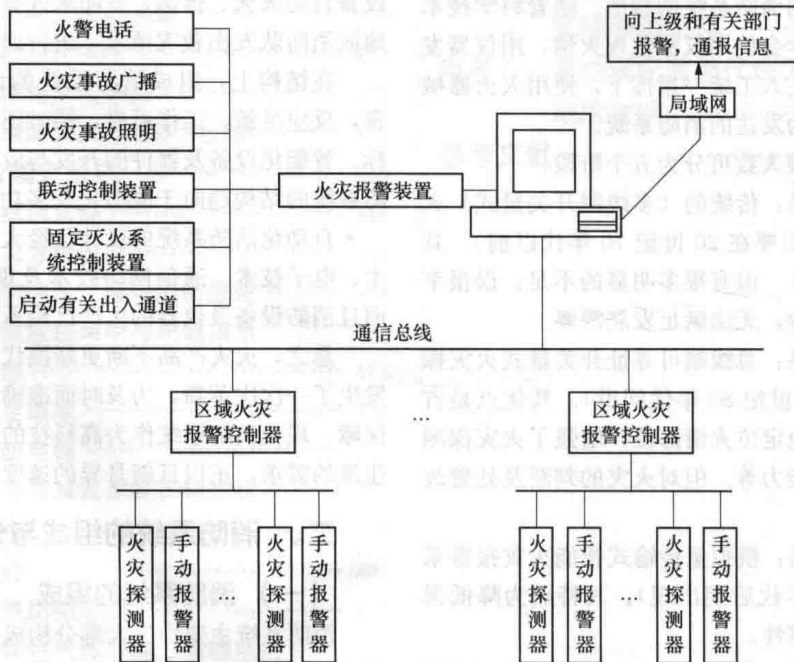 火警电话
火灾事故广播
火灾事故照明
联动控制装置
固定灭火系
统控制装置
启动有关出入通道
火灾报警装置
向上级和有关部门
报警,通报信息
局域网
通信总线
区域火灾
报警控制器
…
区域火灾
报警控制器
火灾探测器
手动报警器
…
火灾探测器
手动报警器
火灾探测器
手动报警器
…
火灾探测器
手动报警器